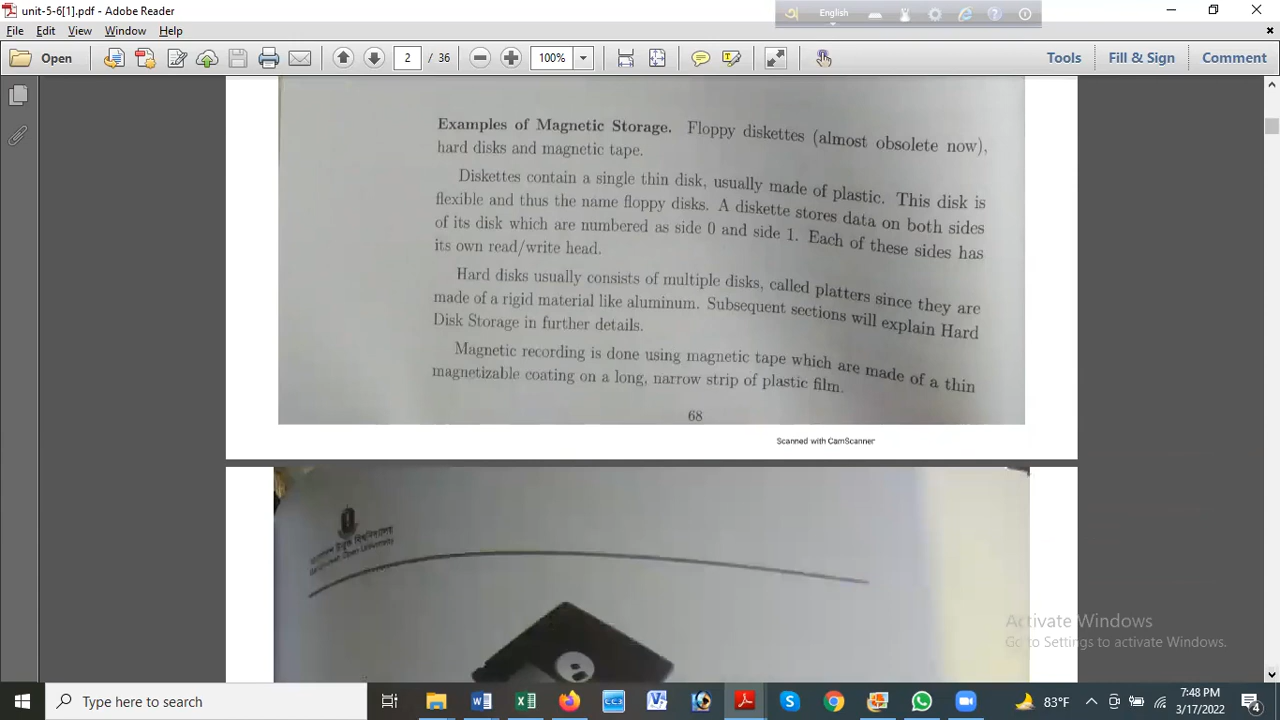 unit-5-6[1].pdf - Adobe Reader
English
File Edit View Window Help
Open
2 / 36
100%
Tools Fill & Sign Comment
Examples of Magnetic Storage. Floppy diskettes (almost obsolete now),
hard disks and magnetic tape.
Diskettes contain a single thin disk, usually made of plastic. This disk is
flexible and thus the name floppy disks. A diskette stores data on both sides
of its disk which are numbered as side 0 and side 1. Each of these sides has
its own read/write head.
Hard disks usually consists of multiple disks, called platters since they are
made of a rigid material like aluminum. Subsequent sections will explain Hard
Disk Storage in further details.
Magnetic recording is done using magnetic tape which are made of a thin
magnetizable coating on a long, narrow strip of plastic film.
68
Scanned with CamScanner
বাংলাদেশ উন্মুক্ত বিশ্ববিদ্যালয়
Bangladesh Open University
Activate Windows
Go to Settings to activate Windows.
Type here to search
83°F
7:48 PM
3/17/2022
4